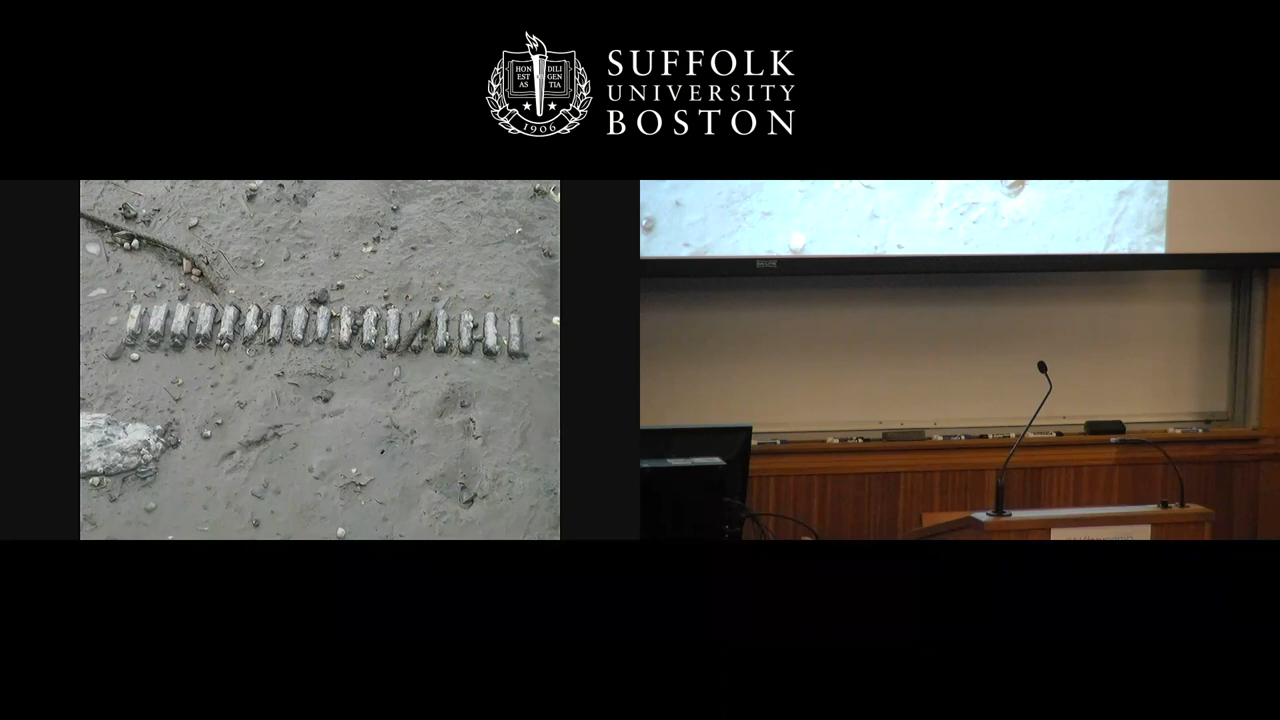 HON DILI
EST GEN
AS TIA
1906
SUFFOLK
UNIVERSITY
BOSTON